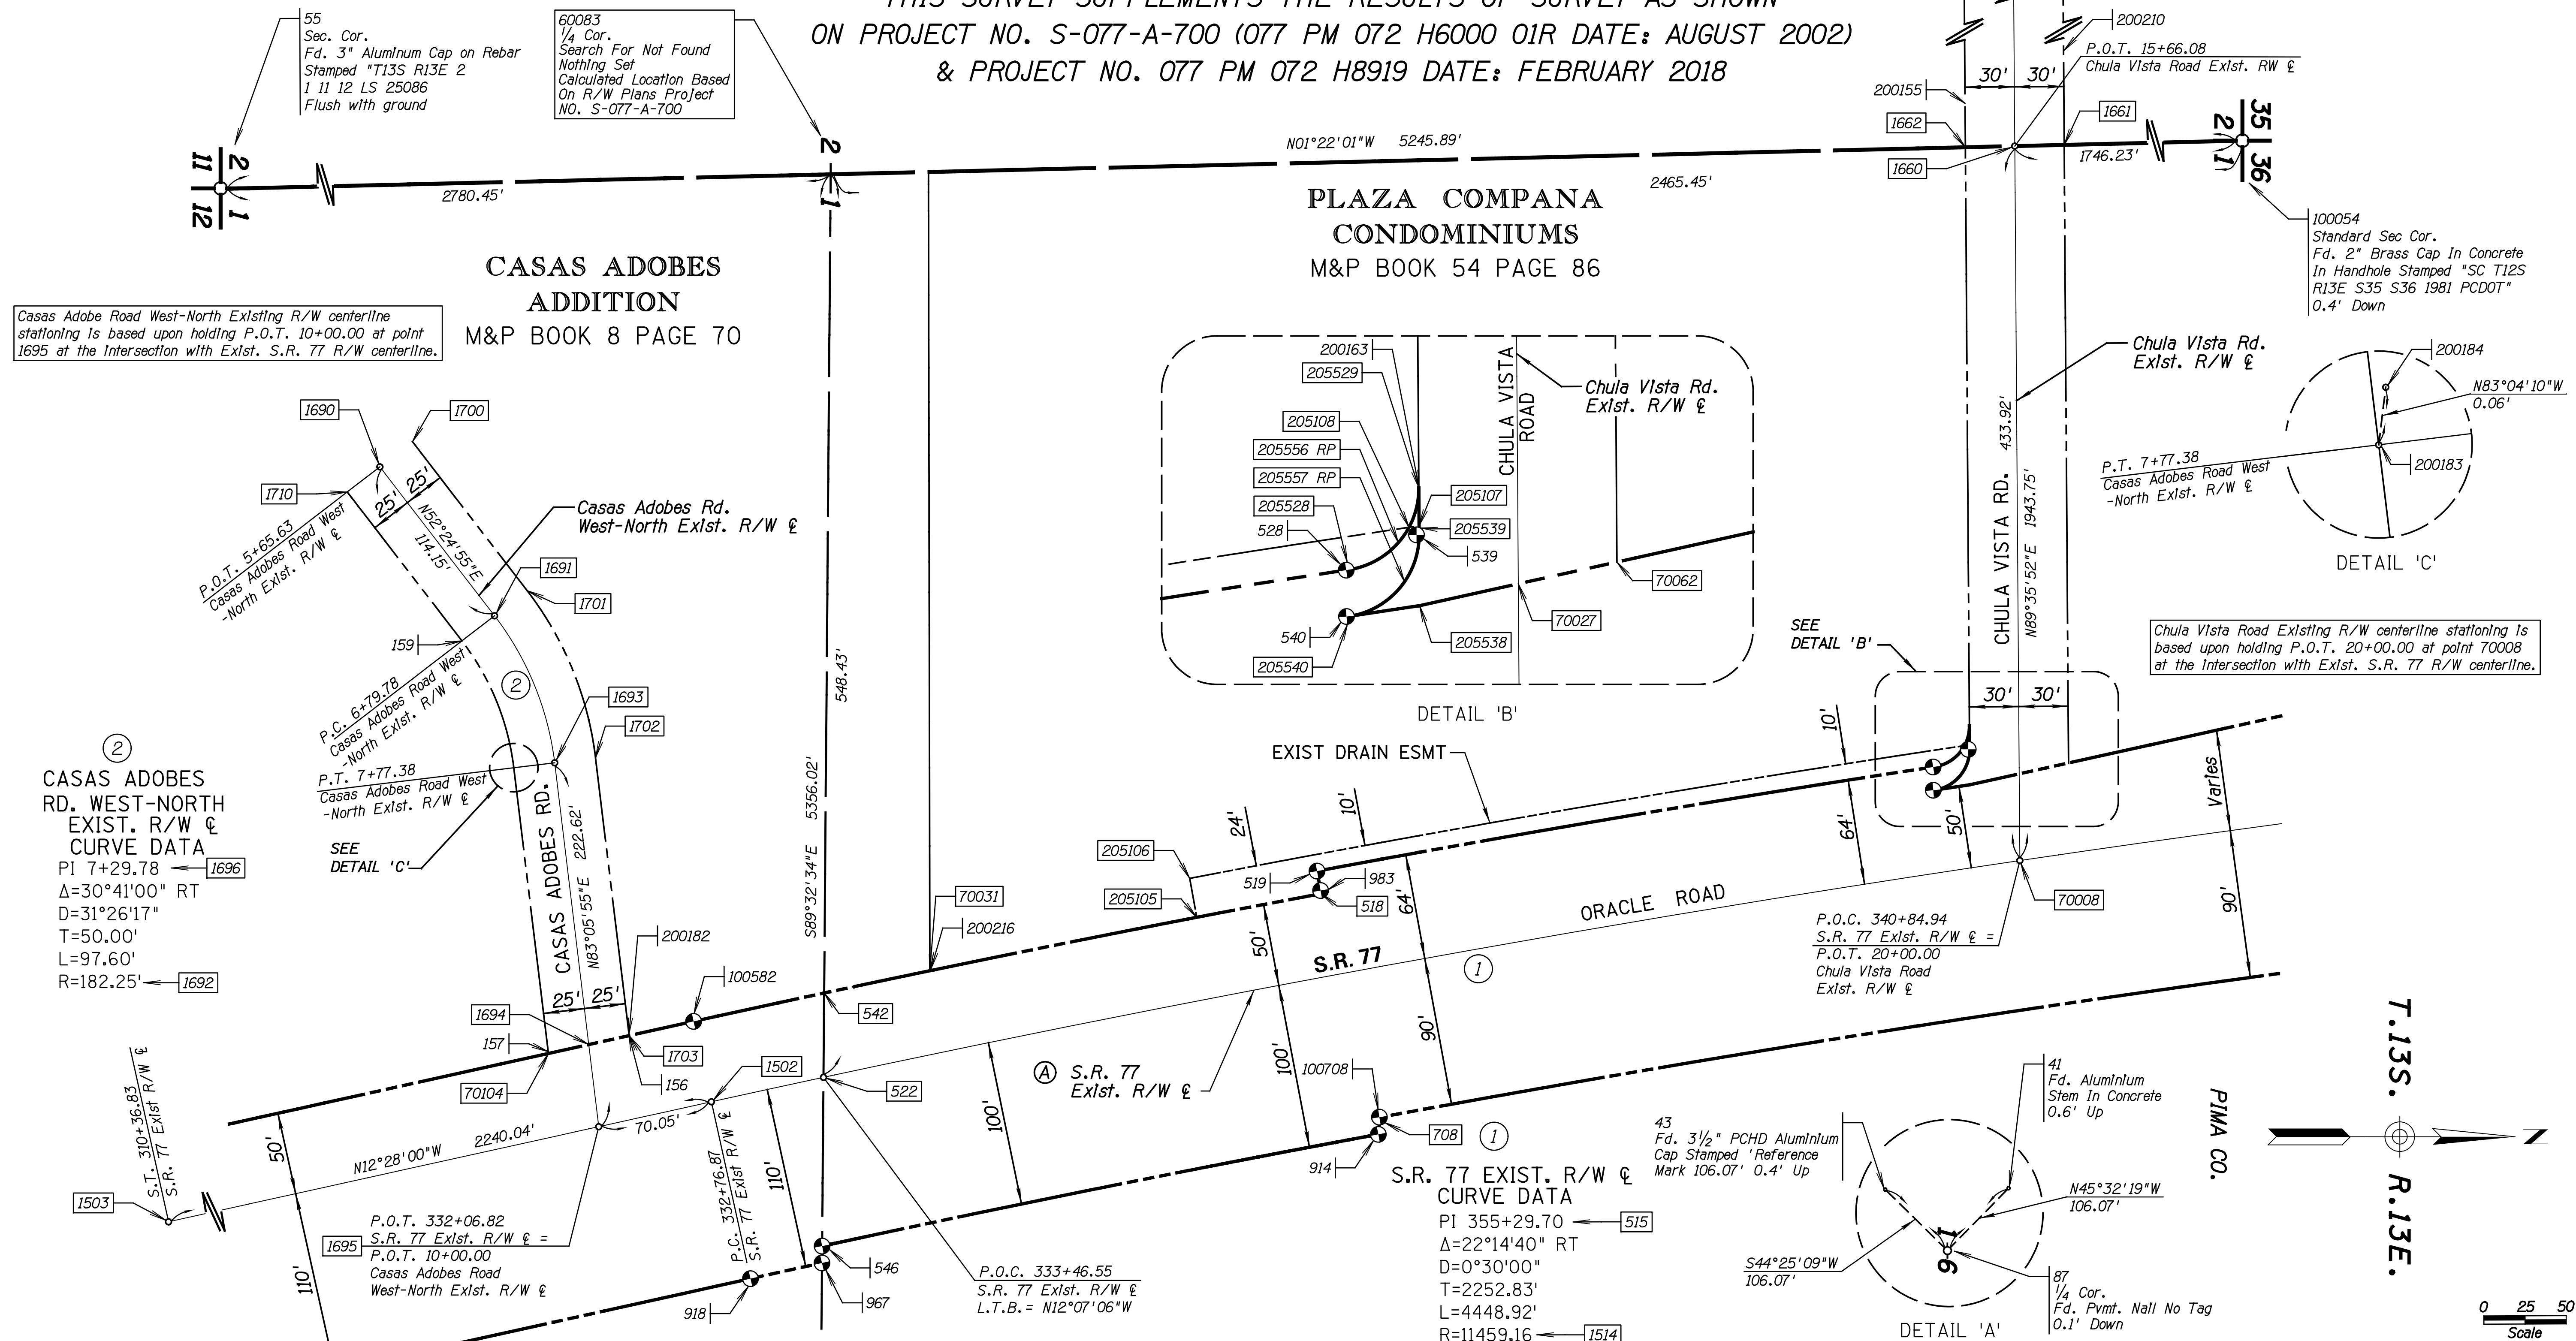 THIS SURVEY SUPPLEMENTS THE RESULTS OF SURVEY AS SHOWN
ON PROJECT NO. S-077-A-700 (077 PM 072 H6000 01R DATE: AUGUST 2002)
& PROJECT NO. 077 PM 072 H8919 DATE: FEBRUARY 2018
55
Sec. Cor.
Fd. 3" Aluminum Cap on Rebar
Stamped "T13S R13E 2
1 11 12 LS 25086
Flush with ground
60083
1/4 Cor.
Search For Not Found
Nothing Set
Calculated Location Based
On R/W Plans Project
NO. S-077-A-700
200210
P.O.T. 15+66.08
Chula Vista Road Exist. RW ℄
30' 30'
200155
1662
1661
1660
N01°22'01"W 5245.89'
2780.45'
2465.45'
1746.23'
11 2
12 1
2
1
2 35
1 36
100054
Standard Sec Cor.
Fd. 2" Brass Cap In Concrete
In Handhole Stamped "SC T12S
R13E S35 S36 1981 PCDOT"
0.4' Down
CASAS ADOBES
ADDITION
M&P BOOK 8 PAGE 70
PLAZA COMPANA
CONDOMINIUMS
M&P BOOK 54 PAGE 86
Casas Adobe Road West-North Existing R/W centerline
stationing is based upon holding P.O.T. 10+00.00 at point
1695 at the intersection with Exist. S.R. 77 R/W centerline.
1690
1700
1710
25' 25'
P.O.T. 5+65.63
Casas Adobes Road West
-North Exist. R/W ℄
N52°24'55"E
114.15'
Casas Adobes Rd.
West-North Exist. R/W ℄
1691
1701
159
P.C. 6+79.78
Casas Adobes Road West
-North Exist. R/W ℄
2
1693
1702
P.T. 7+77.38
Casas Adobes Road West
-North Exist. R/W ℄
SEE
DETAIL 'C'
CASAS ADOBES RD.
N83°05'55"E 222.62'
2
CASAS ADOBES
RD. WEST-NORTH
EXIST. R/W ℄
CURVE DATA
PI 7+29.78
1696
Δ=30°41'00" RT
D=31°26'17"
T=50.00'
L=97.60'
R=182.25'
1692
548.43'
S89°32'34"E 5356.02'
200163
205529
205108
205556 RP
205557 RP
205528
528
205107
205539
539
540
205540
205538
70027
70062
CHULA VISTA
ROAD
Chula Vista Rd.
Exist. R/W ℄
DETAIL 'B'
SEE
DETAIL 'B'
CHULA VISTA RD.
433.92'
N89°35'52"E 1943.75'
Chula Vista Rd.
Exist. R/W ℄
200184
N83°04'10"W
0.06'
P.T. 7+77.38
Casas Adobes Road West
-North Exist. R/W ℄
200183
DETAIL 'C'
Chula Vista Road Existing R/W centerline stationing is
based upon holding P.O.T. 20+00.00 at point 70008
at the intersection with Exist. S.R. 77 R/W centerline.
30' 30'
EXIST DRAIN ESMT
10'
10'
24'
64'
50'
Varies
90'
205106
205105
519
983
518
64'
50'
ORACLE ROAD
S.R. 77
1
70008
P.O.C. 340+84.94
S.R. 77 Exist. R/W ℄ =
P.O.T. 20+00.00
Chula Vista Road
Exist. R/W ℄
70031
200216
200182
100582
25' 25'
1694
157
70104
1703
156
542
1502
522
A
S.R. 77
Exist. R/W ℄
100'
100'
90'
100708
708
914
S.T. 310+36.83
S.R. 77 Exist R/W ℄
1503
50'
110'
N12°28'00"W 2240.04'
70.05'
1695
P.O.T. 332+06.82
S.R. 77 Exist. R/W ℄ =
P.O.T. 10+00.00
Casas Adobes Road
West-North Exist. R/W ℄
P.C. 332+76.87
S.R. 77 Exist R/W ℄
110'
546
967
918
P.O.C. 333+46.55
S.R. 77 Exist. R/W ℄
L.T.B.= N12°07'06"W
1
S.R. 77 EXIST. R/W ℄
CURVE DATA
PI 355+29.70
515
Δ=22°14'40" RT
D=0°30'00"
T=2252.83'
L=4448.92'
R=11459.16
1514
43
Fd. 3½" PCHD Aluminium
Cap Stamped 'Reference
Mark 106.07' 0.4' Up
41
Fd. Aluminium
Stem In Concrete
0.6' Up
N45°32'19"W
106.07'
S44°25'09"W
106.07'
1
6
87
1/4 Cor.
Fd. Pvmt. Nail No Tag
0.1' Down
DETAIL 'A'
PIMA CO.
T.13S. R.13E.
N
0 25 50
Scale